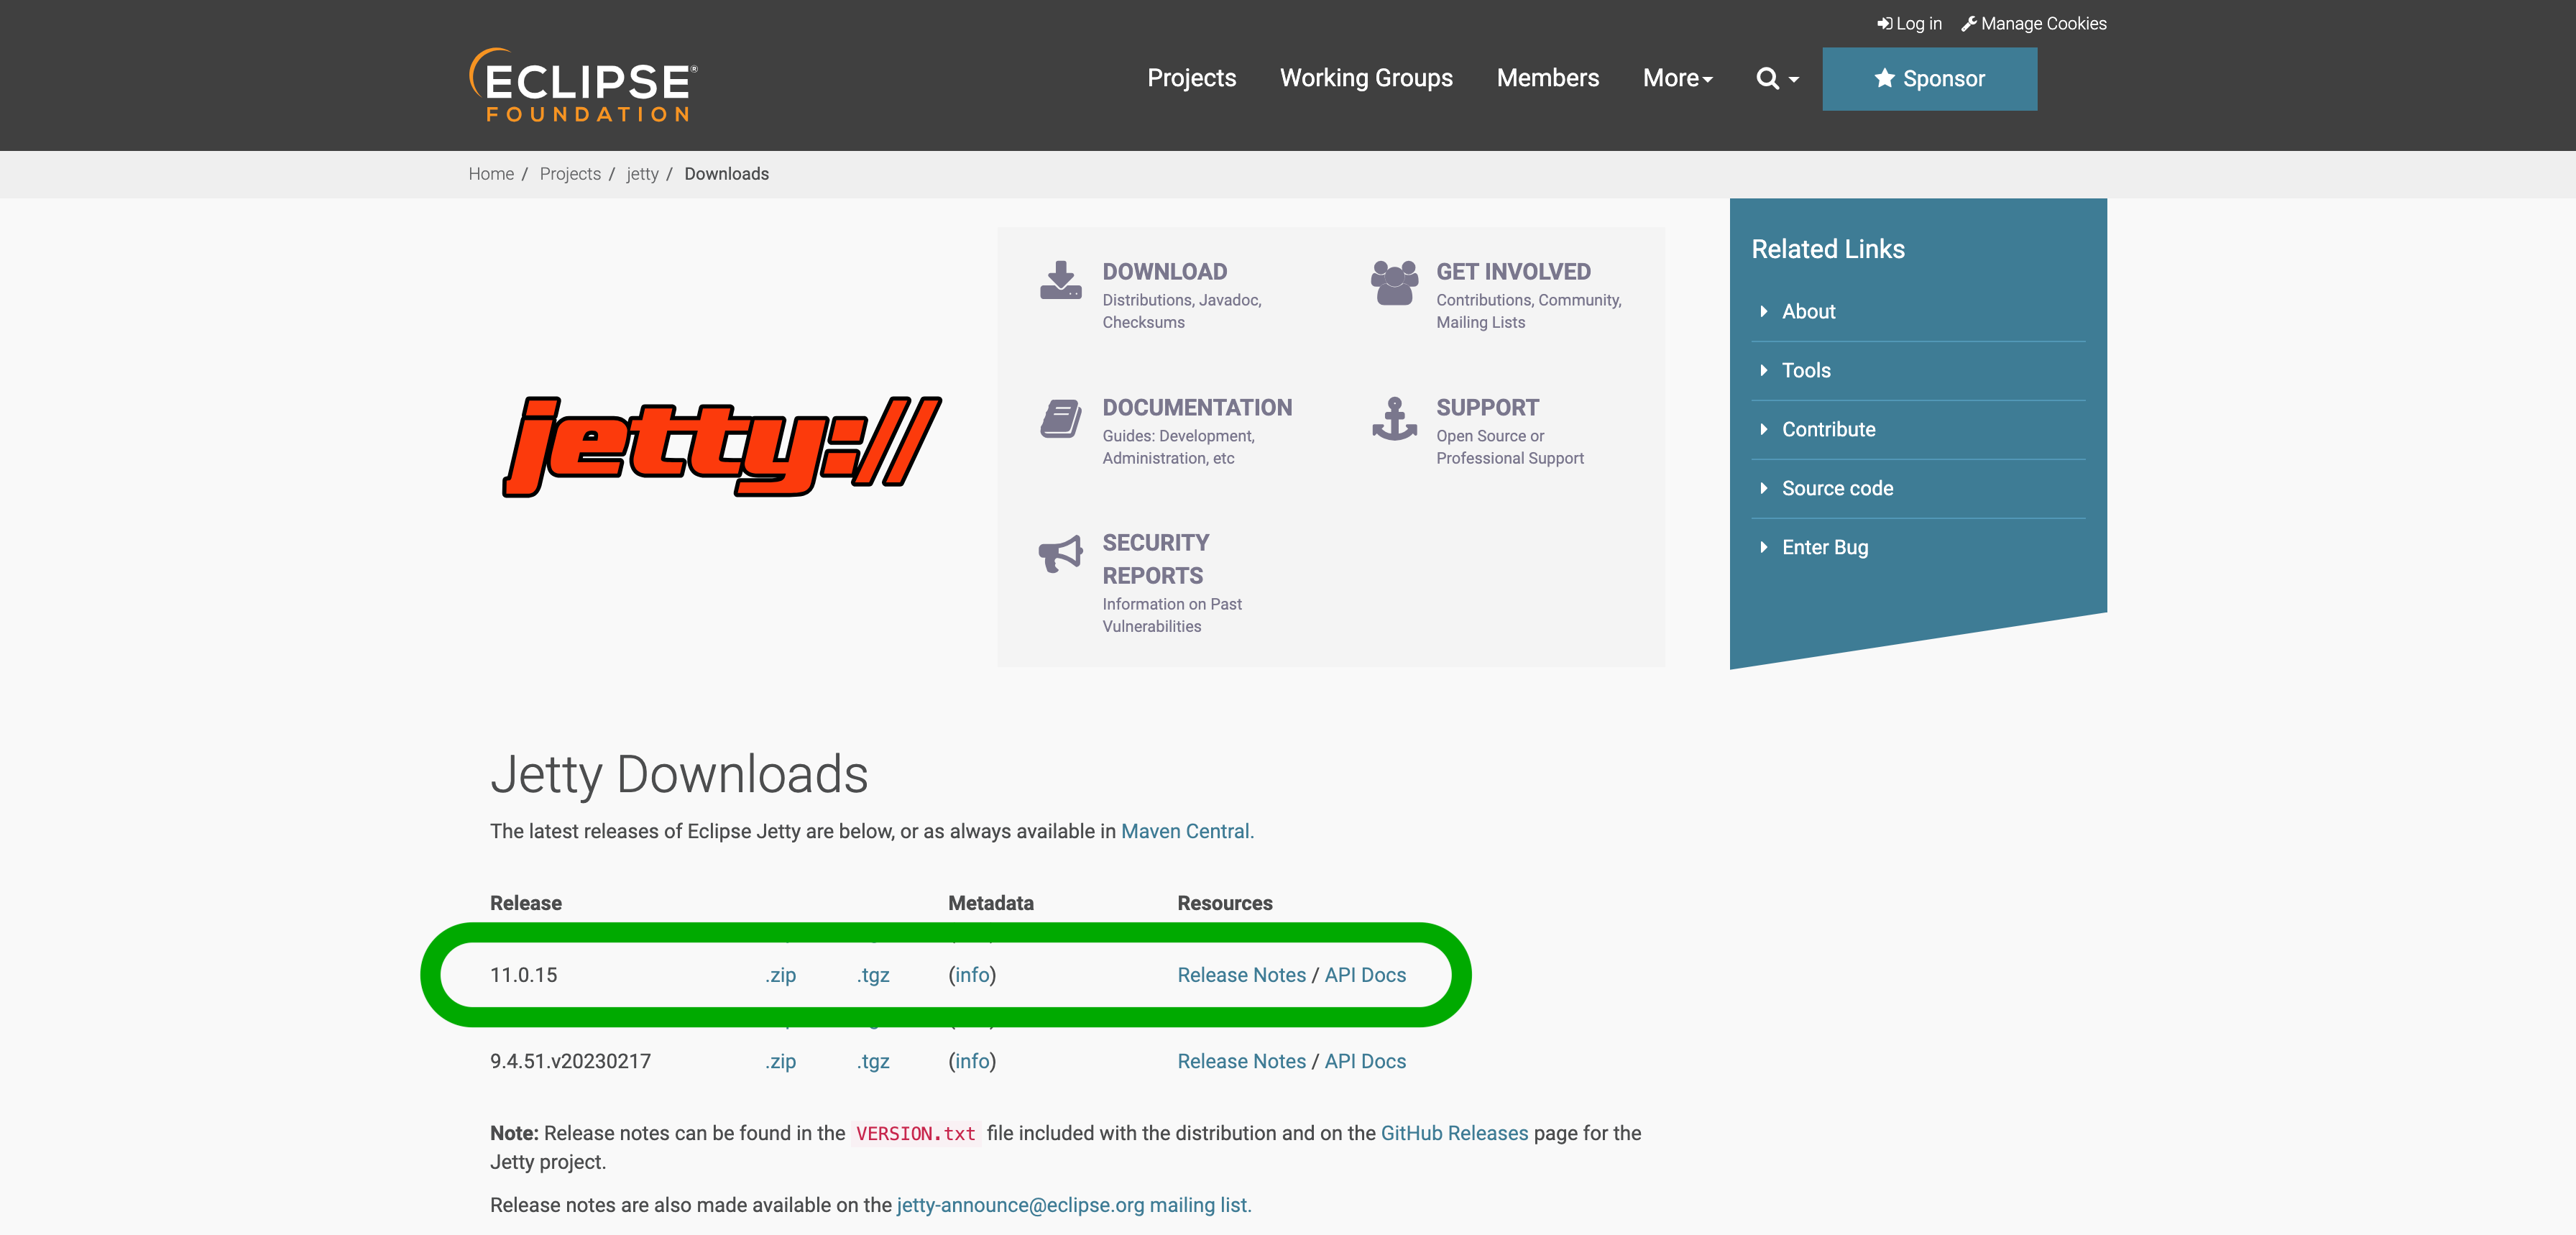 Log in Manage Cookies
ECLIPSE®
FOUNDATION
Projects Working Groups Members More Sponsor
Home / Projects / jetty / Downloads
jetty://
DOWNLOAD
Distributions, Javadoc,
Checksums
GET INVOLVED
Contributions, Community,
Mailing Lists
DOCUMENTATION
Guides: Development,
Administration, etc
SUPPORT
Open Source or
Professional Support
SECURITY
REPORTS
Information on Past
Vulnerabilities
Related Links
About
Tools
Contribute
Source code
Enter Bug
Jetty Downloads
The latest releases of Eclipse Jetty are below, or as always available in Maven Central.
Release Metadata Resources
11.0.15 .zip .tgz (info) Release Notes / API Docs
9.4.51.v20230217 .zip .tgz (info) Release Notes / API Docs
Note: Release notes can be found in the VERSION.txt file included with the distribution and on the GitHub Releases page for the
Jetty project.
Release notes are also made available on the jetty-announce@eclipse.org mailing list.